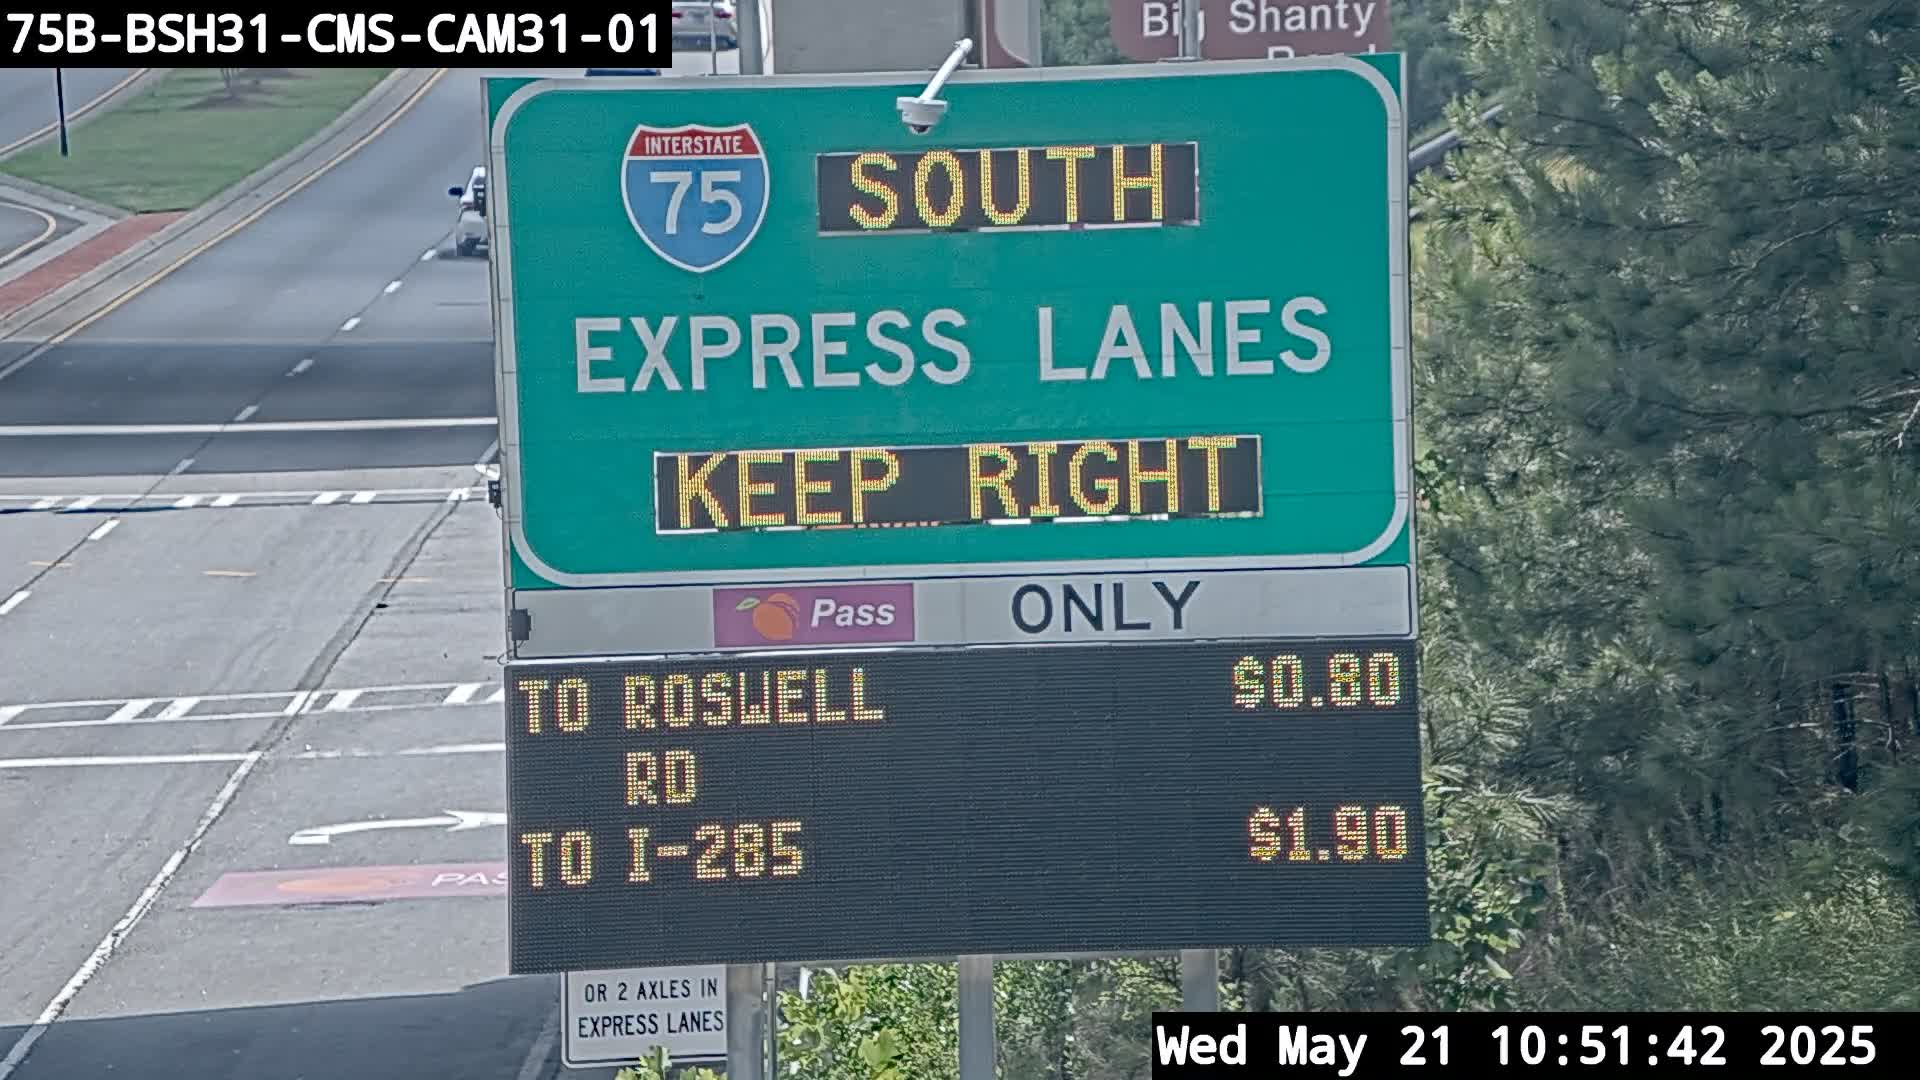 75B-BSH31-CMS-CAM31-01
Big Shanty
Road
INTERSTATE
75
SOUTH
EXPRESS LANES
KEEP RIGHT
Pass
ONLY
TO ROSWELL $0.80
RD
TO I-285 $1.90
PAS
OR 2 AXLES IN
EXPRESS LANES
Wed May 21 10:51:42 2025